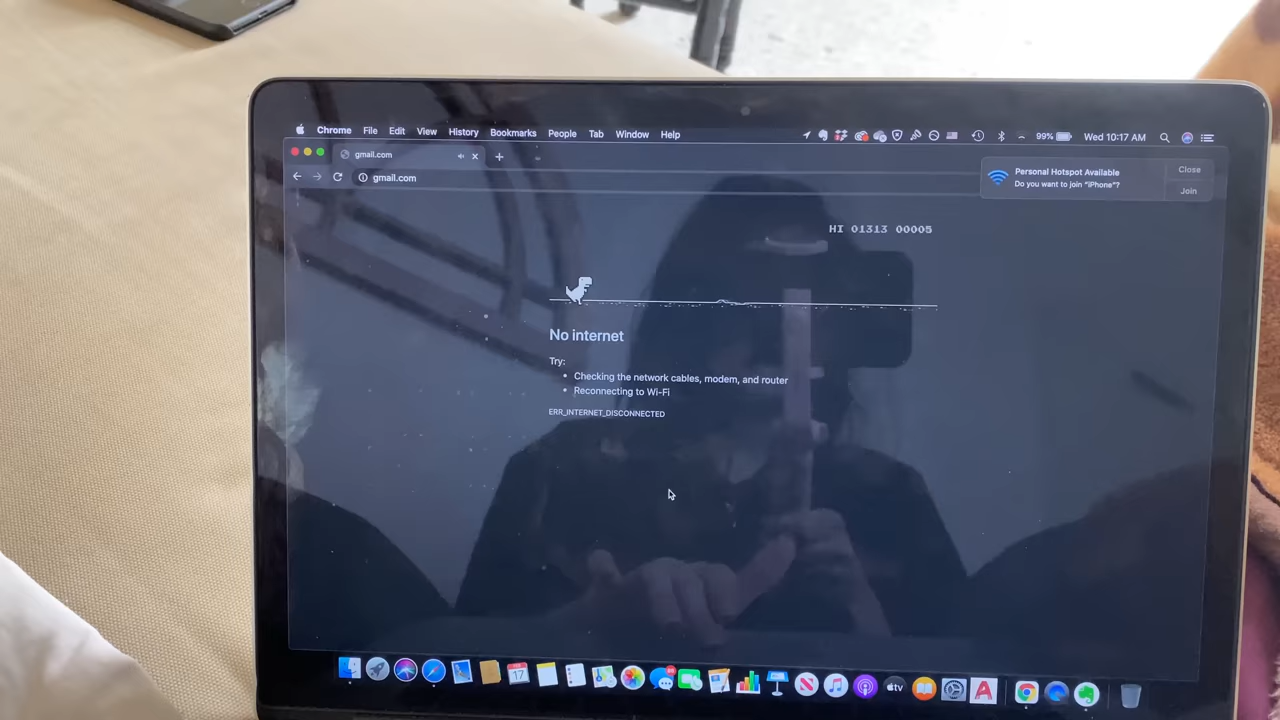 Chrome File Edit View History Bookmarks People Tab Window Help 99% Wed 10:17 AM
gmail.com
gmail.com
Personal Hotspot Available
Do you want to join “iPhone”?
Close
Join
HI 01313 00005
No internet
Try:
• Checking the network cables, modem, and router
• Reconnecting to Wi-Fi
ERR_INTERNET_DISCONNECTED
17
tv
A